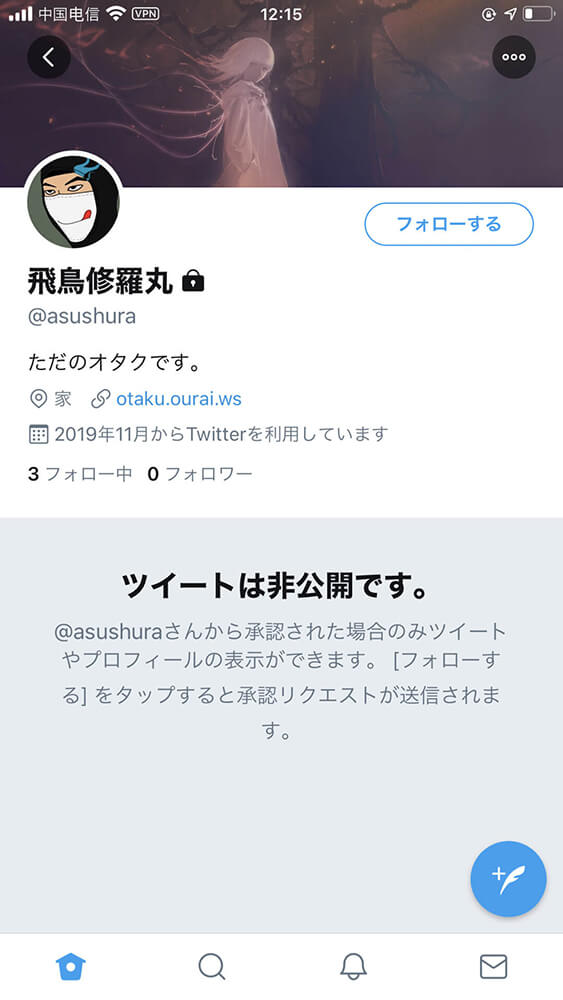 中国电信 VPN 12:15
飛鳥修羅丸
フォローする
@asushura
ただのオタクです。
家 otaku.ourai.ws
2019年11月からTwitterを利用しています
3 フォロー中 0 フォロワー
ツイートは非公開です。
@asushuraさんから承認された場合のみツイート
やプロフィールの表示ができます。 [フォローす
る] をタップすると承認リクエストが送信されま
す。